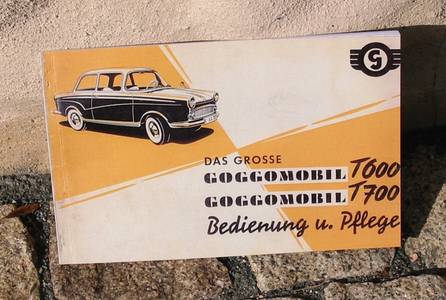 G
DAS GROSSE
GOGGOMOBIL T600
GOGGOMOBIL T700
Bedienung u. Pflege